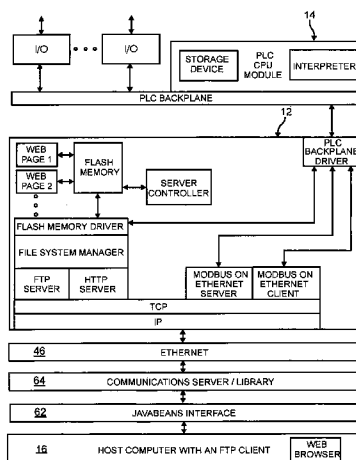 14
I/O
I/O
STORAGE
DEVICE
PLC
CPU
MODULE
INTERPRETER
PLC BACKPLANE
12
WEB
PAGE 1
WEB
PAGE 2
FLASH
MEMORY
SERVER
CONTROLLER
PLC
BACKPLANE
DRIVER
FLASH MEMORY DRIVER
FILE SYSTEM MANAGER
FTP
SERVER
HTTP
SERVER
MODBUS ON
ETHERNET
SERVER
MODBUS ON
ETHERNET
CLIENT
TCP
IP
46 ETHERNET
64 COMMUNICATIONS SERVER / LIBRARY
62 JAVABEANS INTERFACE
16 HOST COMPUTER WITH AN FTP CLIENT
WEB
BROWSER